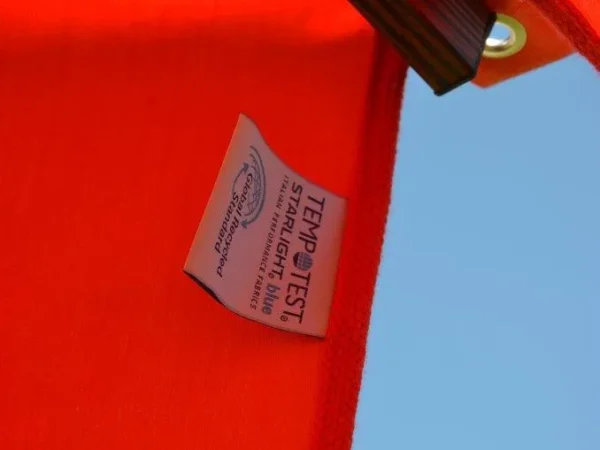 TEMPOTEST®
STARLIGHT® blue
ITALIAN PERFORMANCE FABRICS
Global Recycled
Standard